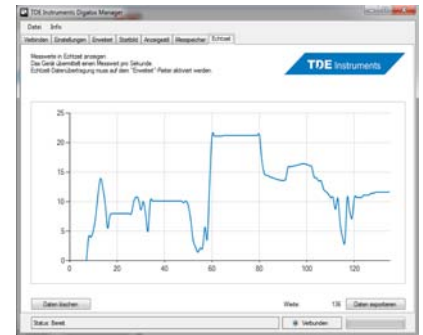 TDE Instruments Digalox Manager
Datei Info
Verbinden Einstellungen Erweitert Startbild Anzeigestil Messspeicher Echtzeit
Messwerte in Echtzeit anzeigen.
Das Gerät übermittelt einen Messwert pro Sekunde.
Echtzeit-Datenübertragung muss auf dem "Erweitert"-Reiter aktiviert werden.
TDE Instruments
25
20
15
10
5
0
0 20 40 60 80 100 120
Daten löschen Werte: 136 Daten exportieren
Status: Bereit Verbunden